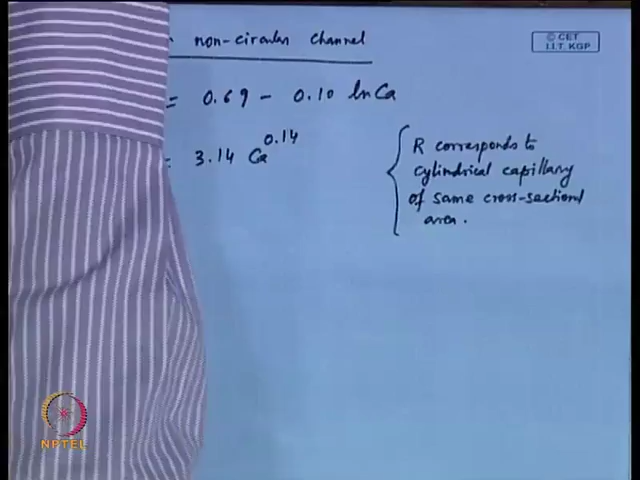 non-circular channel
© CET
I.I.T. KGP
= 0.69 - 0.10 ln Ca
= 3.14 Ca^0.14
R corresponds to
cylindrical capillary
of same cross-sectional
area.
NPTEL